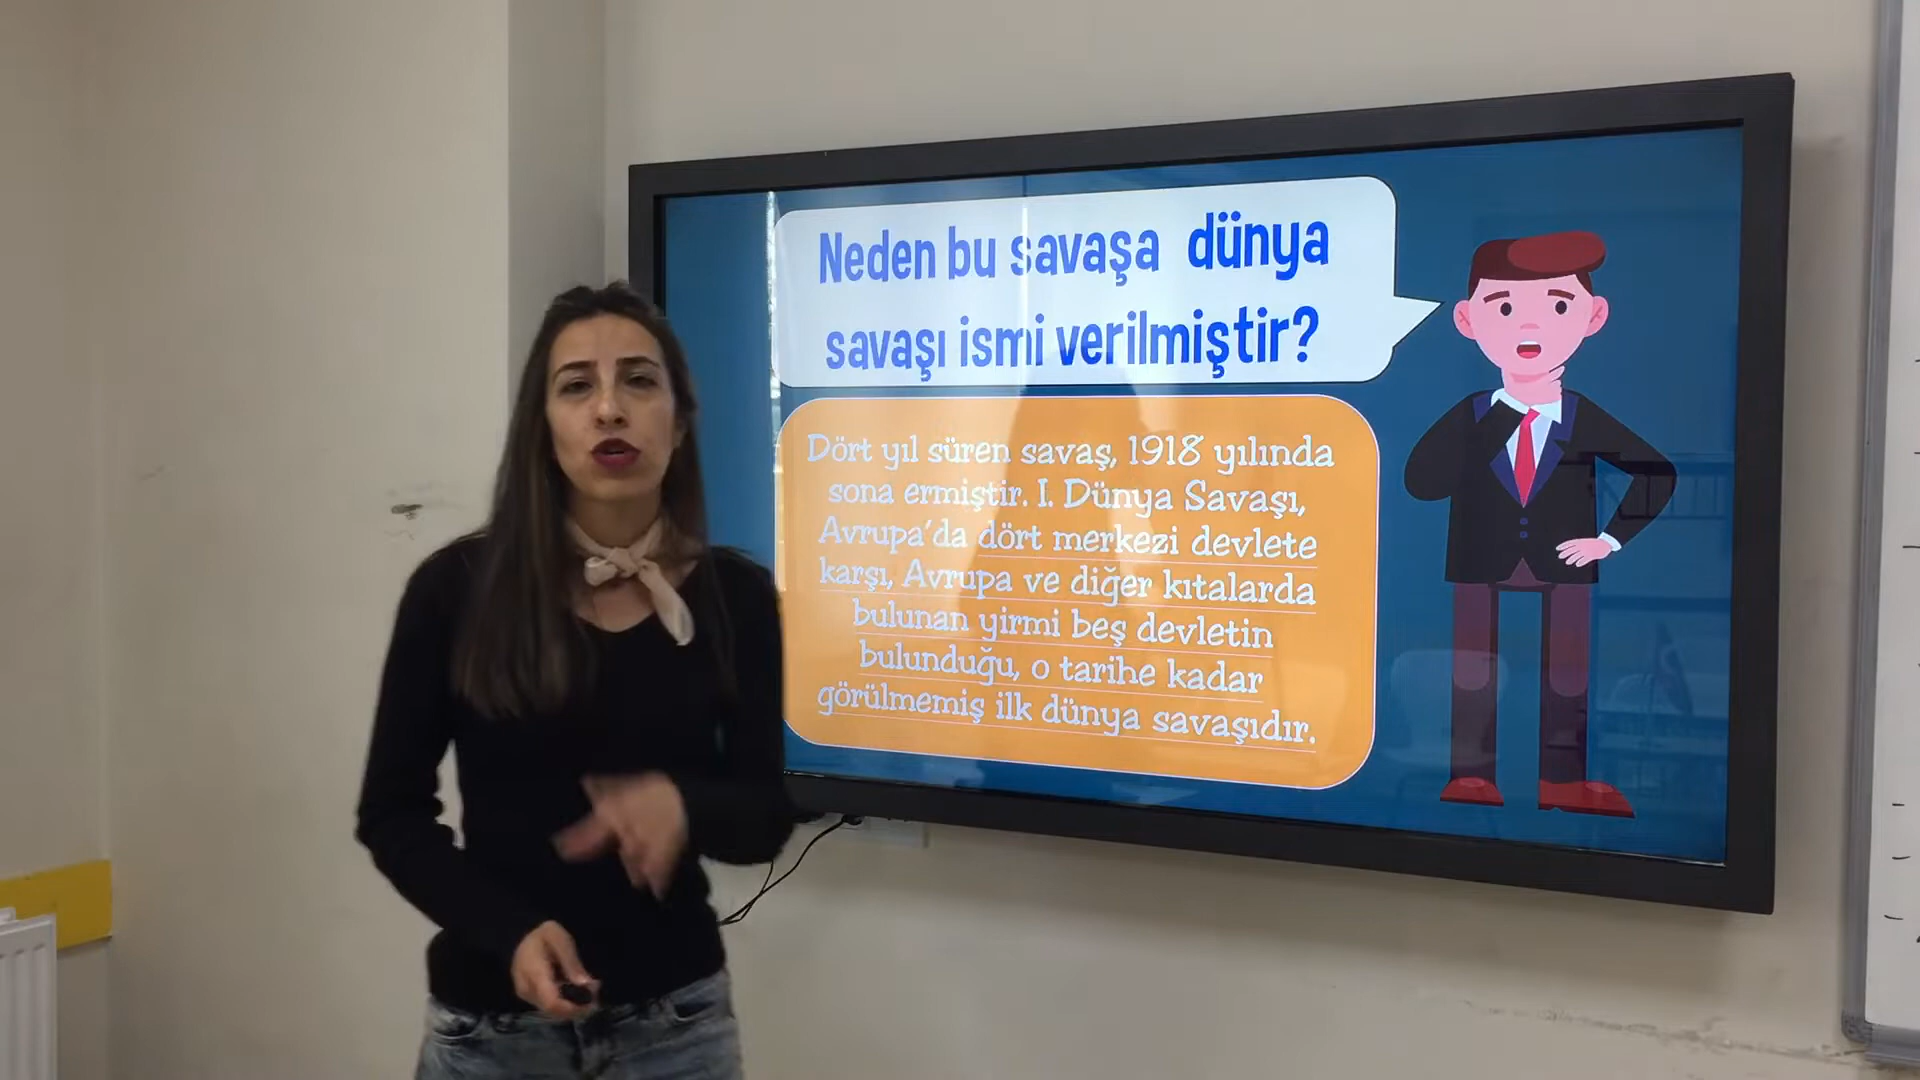 Neden bu savaşa dünya
savaşı ismi verilmiştir?
Dört yıl süren savaş, 1918 yılında
sona ermiştir. I. Dünya Savaşı,
Avrupa'da dört merkezi devlete
karşı, Avrupa ve diğer kıtalarda
bulunan yirmi beş devletin
bulunduğu, o tarihe kadar
görülmemiş ilk dünya savaşıdır.